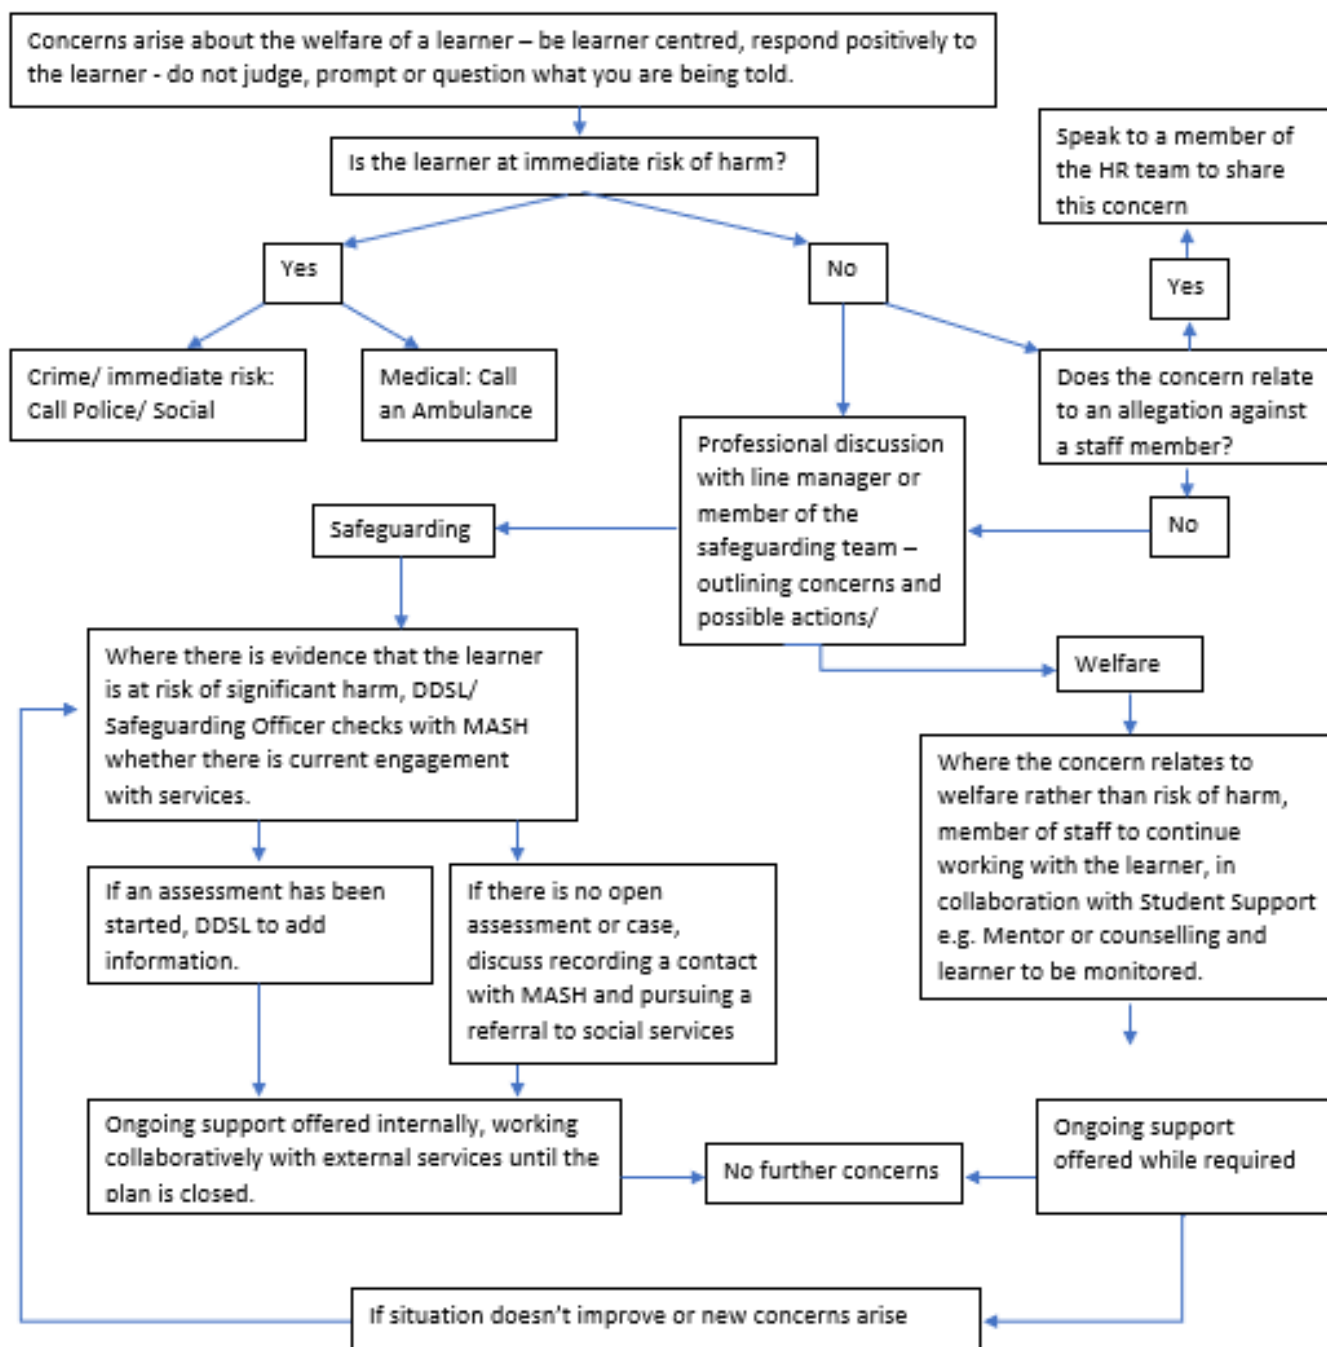 Concerns arise about the welfare of a learner – be learner centred, respond positively to
the learner - do not judge, prompt or question what you are being told.
Is the learner at immediate risk of harm?
Speak to a member of
the HR team to share
this concern
Yes
No
Yes
Crime/ immediate risk:
Call Police/ Social
Medical: Call
an Ambulance
Does the concern relate
to an allegation against
a staff member?
Professional discussion
with line manager or
member of the
safeguarding team –
outlining concerns and
possible actions/
No
Safeguarding
Welfare
Where there is evidence that the learner
is at risk of significant harm, DDSL/
Safeguarding Officer checks with MASH
whether there is current engagement
with services.
Where the concern relates to
welfare rather than risk of harm,
member of staff to continue
working with the learner, in
collaboration with Student Support
e.g. Mentor or counselling and
learner to be monitored.
If an assessment has been
started, DDSL to add
information.
If there is no open
assessment or case,
discuss recording a contact
with MASH and pursuing a
referral to social services
Ongoing support offered internally, working
collaboratively with external services until the
plan is closed.
No further concerns
Ongoing support
offered while required
If situation doesn't improve or new concerns arise